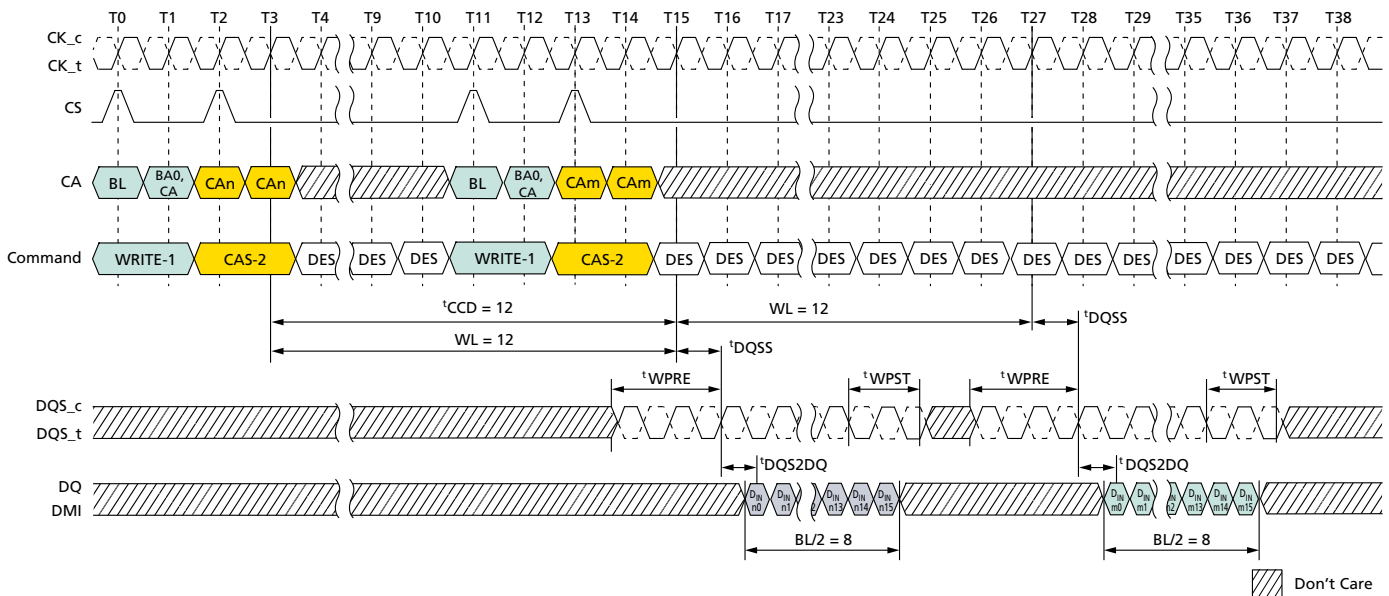 T0 T1 T2 T3 T4 T9 T10 T11 T12 T13 T14 T15 T16 T17 T23 T24 T25 T26 T27 T28 T29 T35 T36 T37 T38
CK_c
CK_t
CS
CA BL BA0, CA CAn CAn BL BA0, CA CAm CAm
Command WRITE-1 CAS-2 DES DES DES WRITE-1 CAS-2 DES DES DES DES DES DES DES DES DES DES DES DES DES DES
tCCD = 12 WL = 12
tDQSS
WL = 12 tDQSS
tWPRE tWPST tWPRE tWPST
DQS_c
DQS_t
tDQS2DQ tDQS2DQ
DQ
DMI
DIN n0 DIN n1 DIN n13 DIN n14 DIN n15 DIN m0 DIN m1 DIN m13 DIN m14 DIN m15
BL/2 = 8 BL/2 = 8
Don't Care